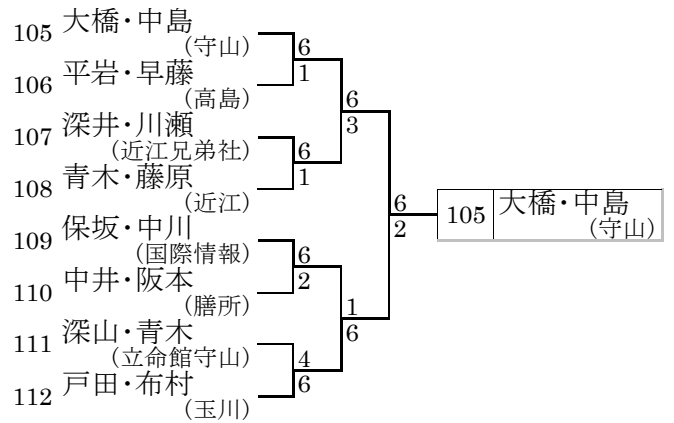 105 大橋・中島
(守山)
106 平岩・早藤
(高島)
107 深井・川瀬
(近江兄弟社)
108 青木・藤原
(近江)
109 保坂・中川
(国際情報)
110 中井・阪本
(膳所)
111 深山・青木
(立命館守山)
112 戸田・布村
(玉川)
6
1
6
1
6
2
4
6
6
3
1
6
6
2
105 大橋・中島
(守山)